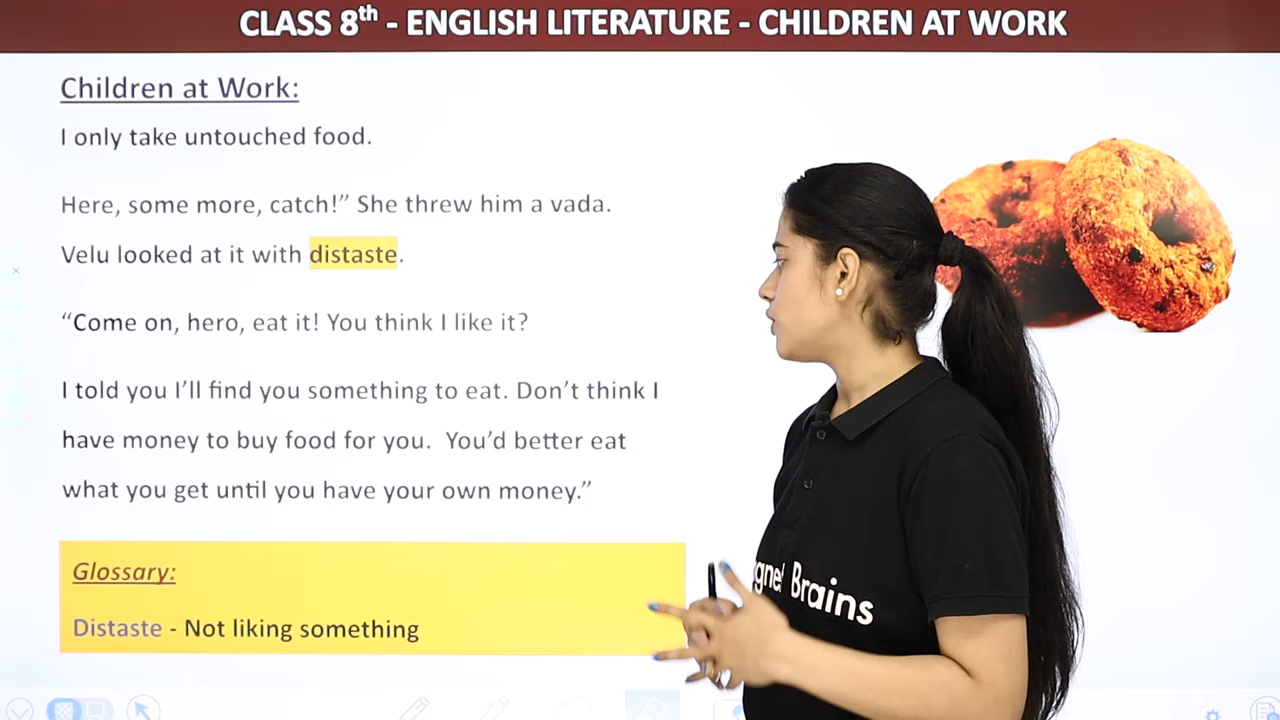 CLASS 8th - ENGLISH LITERATURE - CHILDREN AT WORK
Children at Work:
I only take untouched food.
Here, some more, catch!” She threw him a vada.
Velu looked at it with distaste.
“Come on, hero, eat it! You think I like it?
I told you I’ll find you something to eat. Don’t think I
have money to buy food for you. You’d better eat
what you get until you have your own money.”
Glossary:
Distaste - Not liking something
Brains